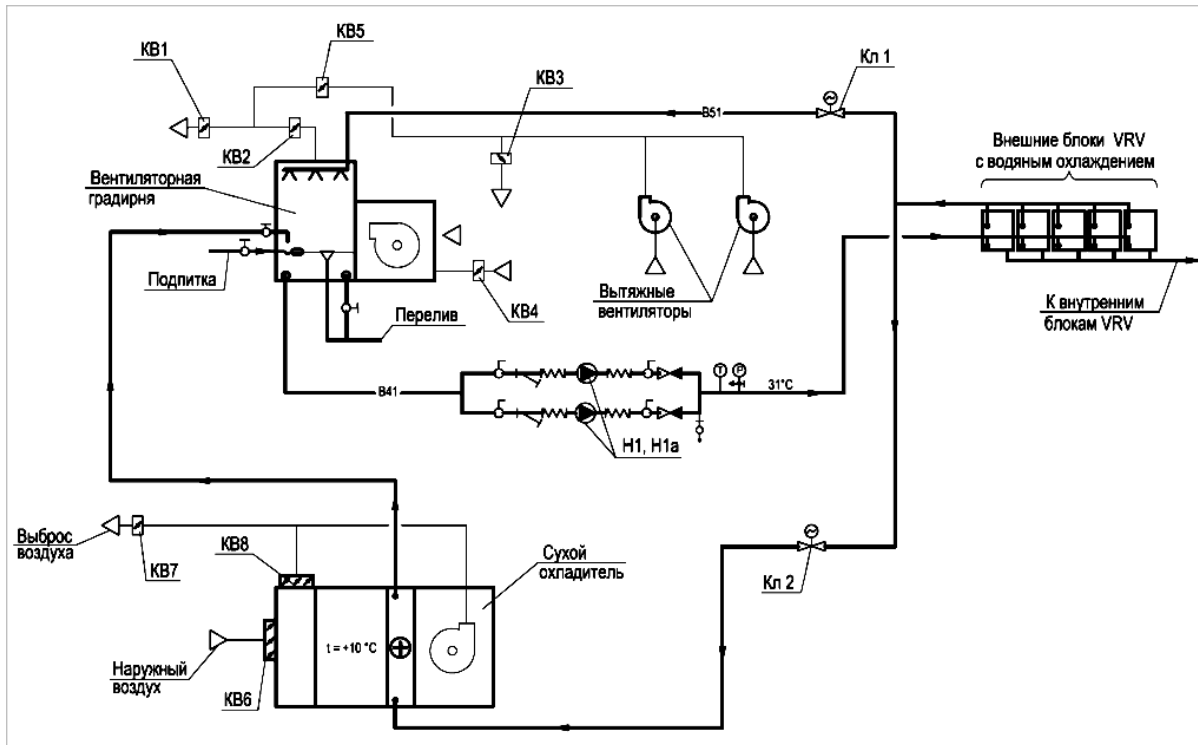 КВ5
КВ1
КВ3
Кл 1
В51
КВ2
Внешние блоки VRV
с водяным охлаждением
Вентиляторная
градирня
Подпитка
КВ4
Перелив
Вытяжные
вентиляторы
К внутренним
блокам VRV
Т
Р
В41
31°C
Н1, Н1а
Выброс
воздуха
КВ7
КВ8
Сухой
охладитель
Кл 2
t = +10 °C
Наружный
воздух
КВ6